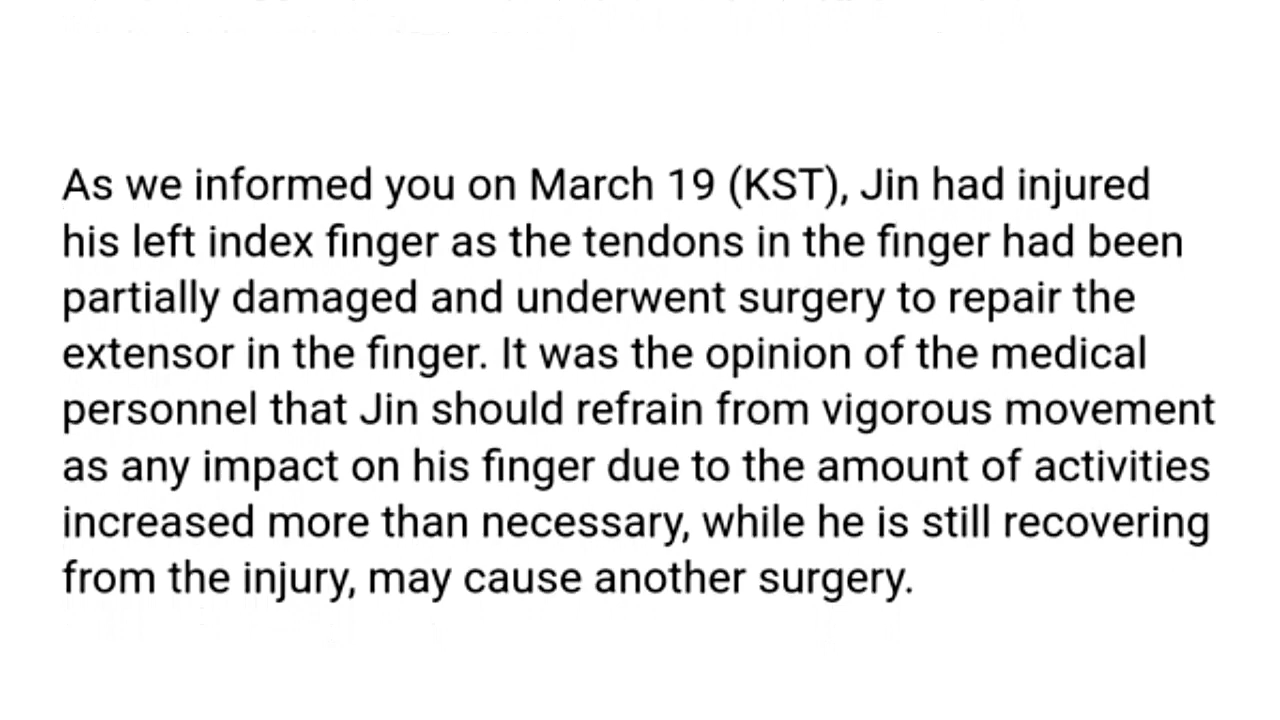 As we informed you on March 19 (KST), Jin had injured
his left index finger as the tendons in the finger had been
partially damaged and underwent surgery to repair the
extensor in the finger. It was the opinion of the medical
personnel that Jin should refrain from vigorous movement
as any impact on his finger due to the amount of activities
increased more than necessary, while he is still recovering
from the injury, may cause another surgery.